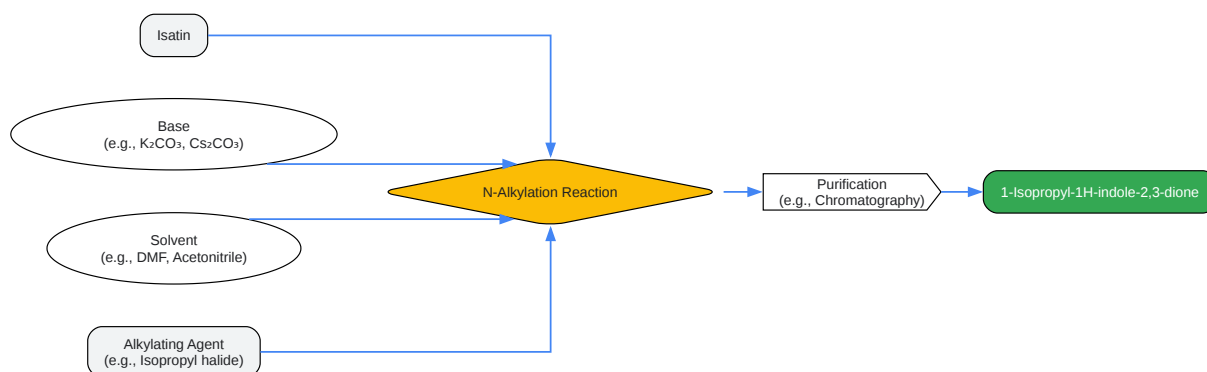 Isatin
Base
(e.g., K₂CO₃, Cs₂CO₃)
N-Alkylation Reaction
Purification
(e.g., Chromatography)
1-Isopropyl-1H-indole-2,3-dione
Solvent
(e.g., DMF, Acetonitrile)
Alkylating Agent
(e.g., Isopropyl halide)